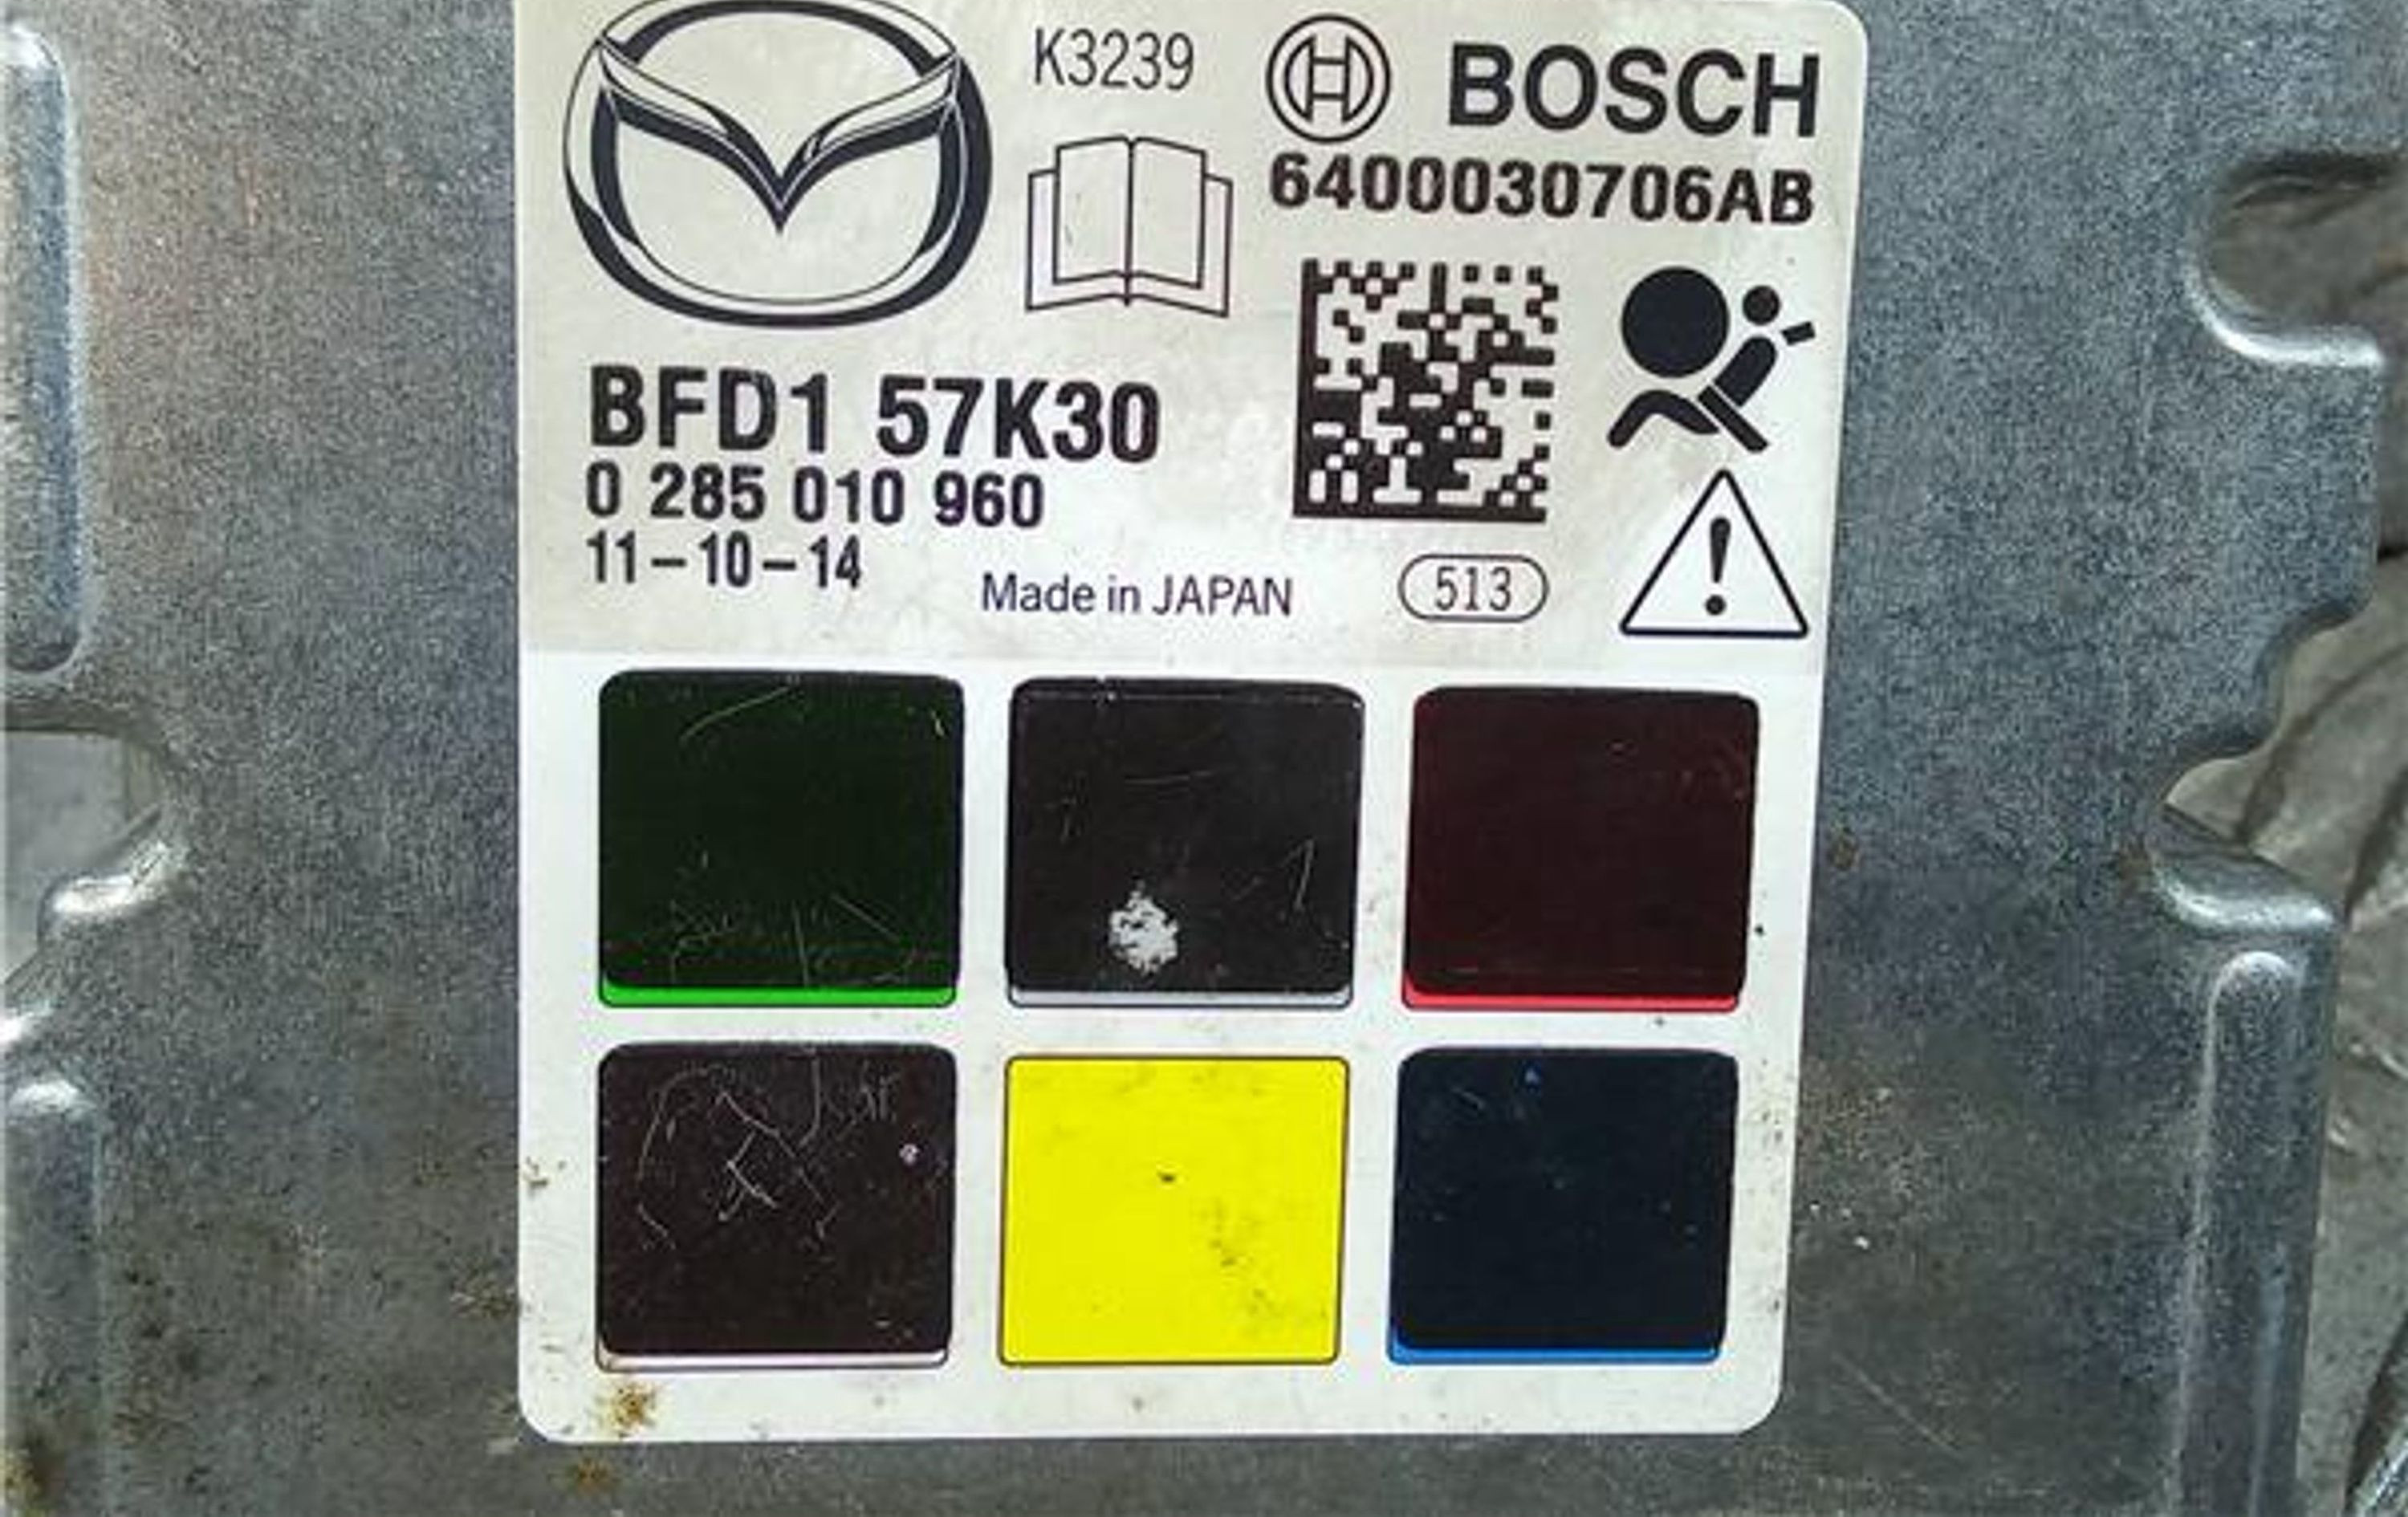 K3239
BOSCH
6400030706AB
BFD1 57K30
0 285 010 960
11-10-14
Made in JAPAN
513